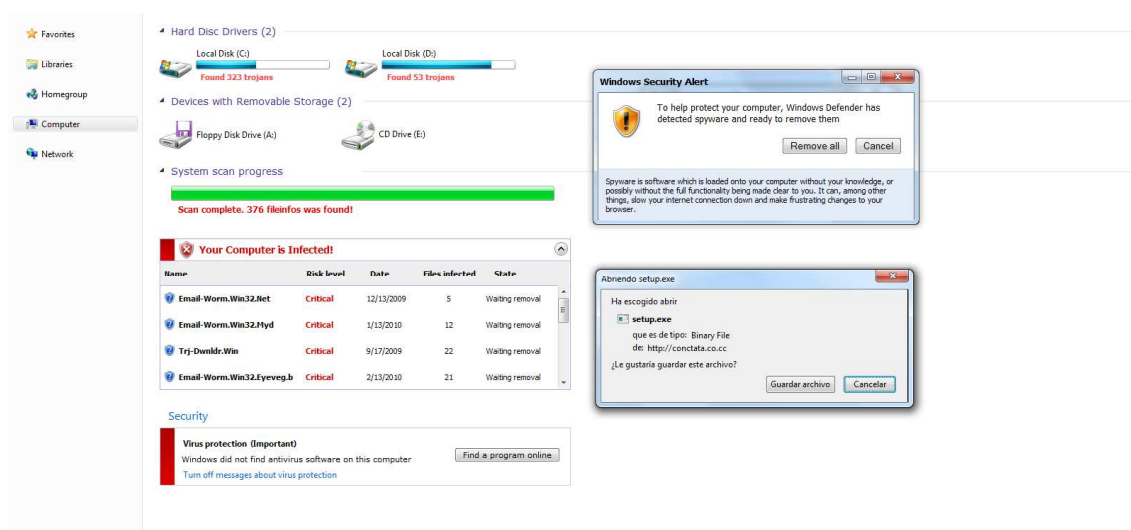 Favorites
Libraries
Homegroup
Computer
Network
Hard Disc Drivers (2)
Local Disk (C:)
Found 323 trojans
Local Disk (D:)
Found 53 trojans
Devices with Removable Storage (2)
Floppy Disk Drive (A:)
CD Drive (E:)
System scan progress
Scan complete. 376 fileinfos was found!
Your Computer is Infected!
Name Risk level Date Files infected State
Email-Worm.Win32.Net Critical 12/13/2009 5 Waiting removal
Email-Worm.Win32.Myd Critical 1/13/2010 12 Waiting removal
Trj-Dwnldr.Win Critical 9/17/2009 22 Waiting removal
Email-Worm.Win32.Eyeveg.b Critical 2/13/2010 21 Waiting removal
Security
Virus protection (Important)
Windows did not find antivirus software on this computer
Find a program online
Turn off messages about virus protection
Windows Security Alert
To help protect your computer, Windows Defender has
detected spyware and ready to remove them
Remove all Cancel
Spyware is software which is loaded onto your computer without your knowledge, or
possibly without the full functionality being made clear to you. It can, among other
things, slow your internet connection down and make frustrating changes to your
browser.
Abriendo setup.exe
Ha escogido abrir
setup.exe
que es de tipo: Binary File
de: http://conctata.co.cc
¿Le gustaría guardar este archivo?
Guardar archivo Cancelar